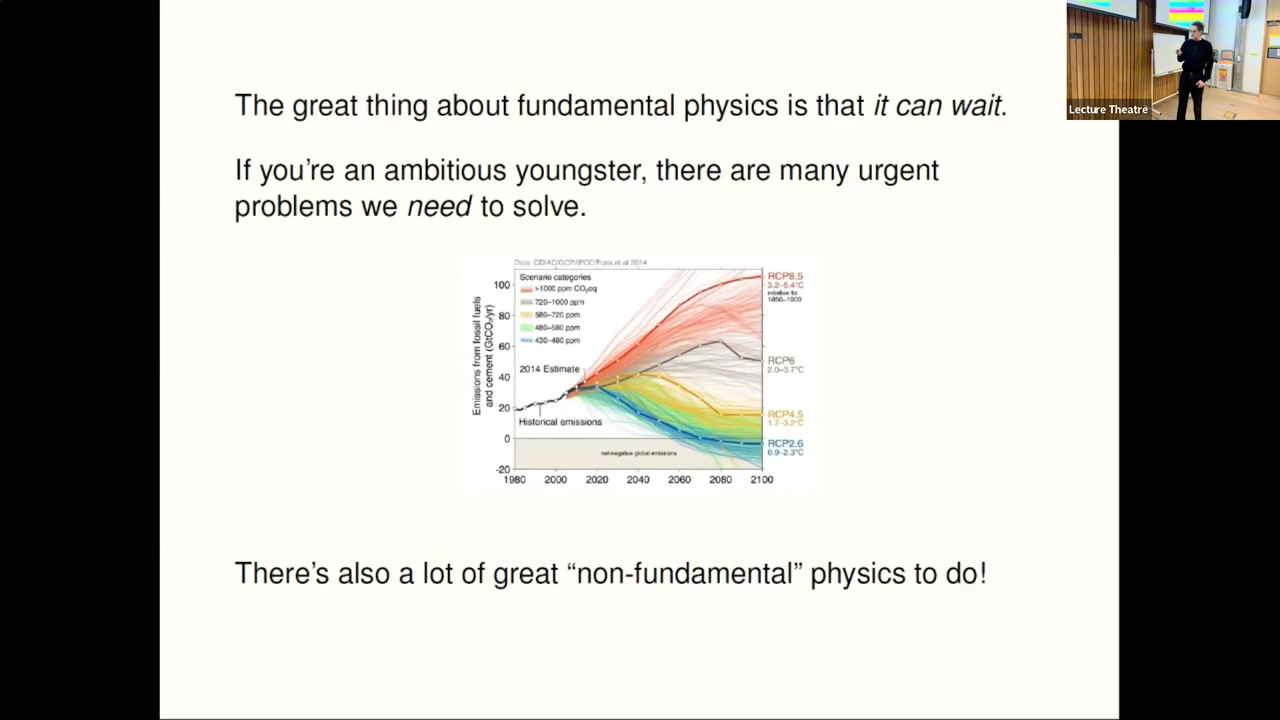 The great thing about fundamental physics is that it can wait.
Lecture Theatre
If you're an ambitious youngster, there are many urgent
problems we need to solve.
Data: CDIAC/GCP/IPCC/Fuss et al 2014
Emissions from fossil fuels
and cement (GtCO₂/yr)
100
80
60
40
20
0
-20
Scenario categories
>1000 ppm CO₂eq
720–1000 ppm
580–720 ppm
480–580 ppm
430–480 ppm
2014 Estimate
Historical emissions
net-negative global emissions
RCP8.5
3.2–5.4°C
relative to
1850–1900
RCP6
2.0–3.7°C
RCP4.5
1.7–3.2°C
RCP2.6
0.9–2.3°C
1980 2000 2020 2040 2060 2080 2100
There's also a lot of great “non-fundamental” physics to do!